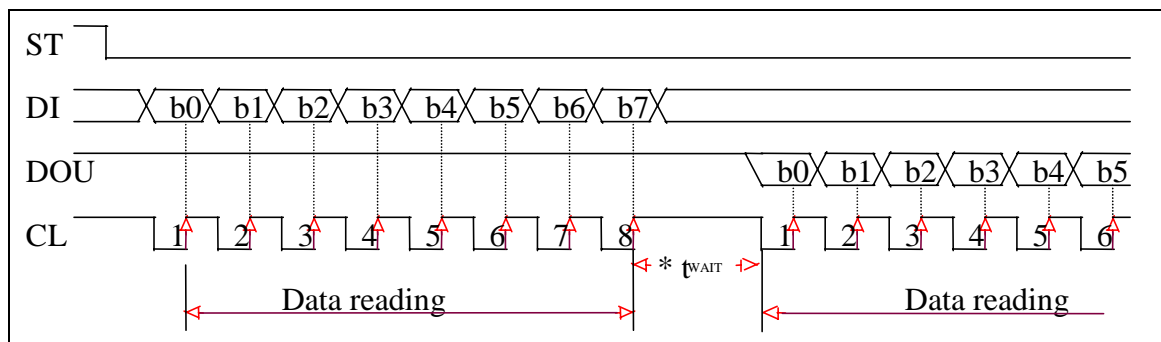 ST
DI b0 b1 b2 b3 b4 b5 b6 b7
DOU b0 b1 b2 b3 b4 b5
CL 1 2 3 4 5 6 7 8 1 2 3 4 5 6
* tWAIT
Data reading Data reading